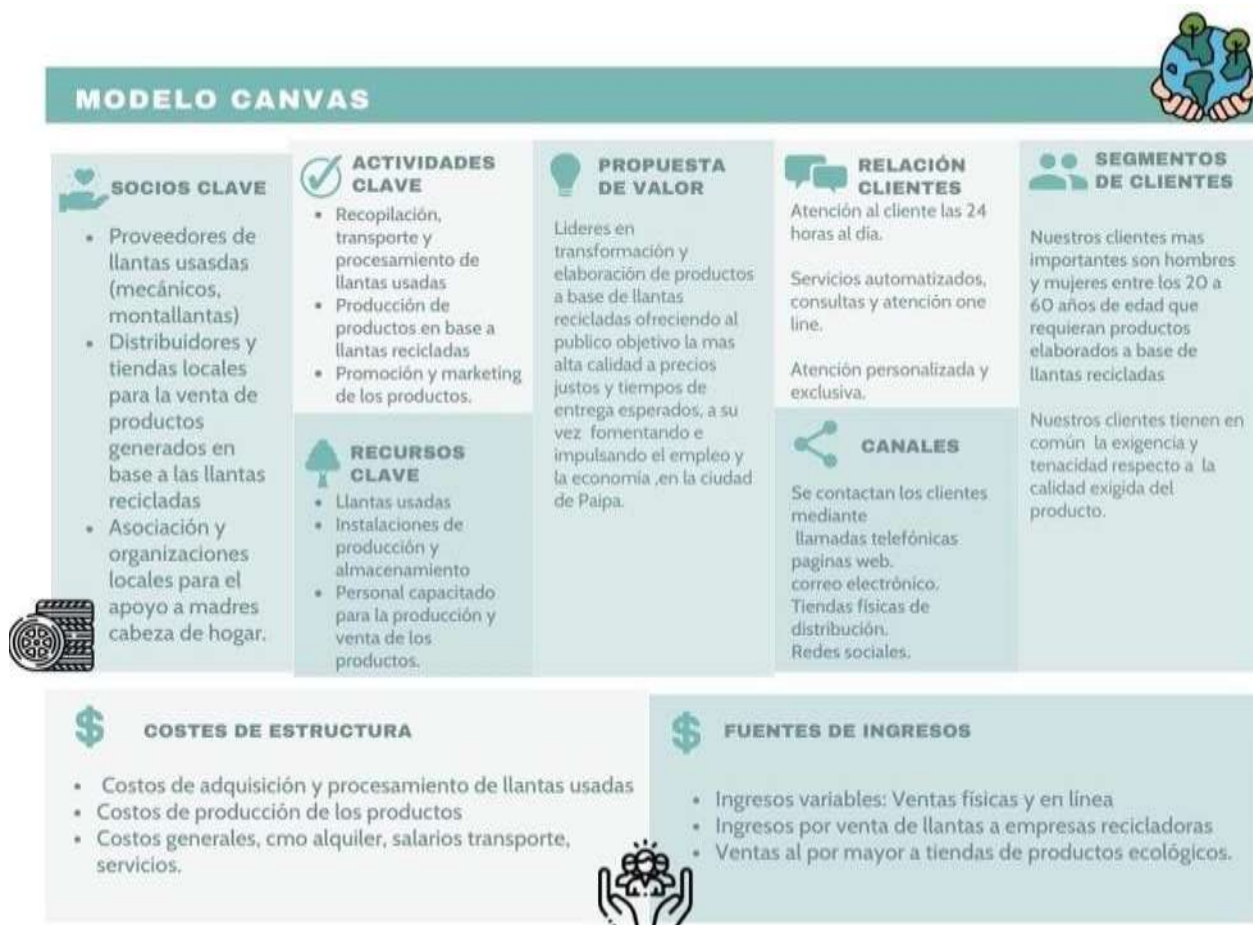 MODELO CANVAS
SOCIOS CLAVE
• Proveedores de
llantas usasdas
(mecánicos,
montallantas)
• Distribuidores y
tiendas locales
para la venta de
productos
generados en
base a las llantas
recicladas
• Asociación y
organizaciones
locales para el
apoyo a madres
cabeza de hogar.
ACTIVIDADES
CLAVE
• Recopilación,
transporte y
procesamiento de
llantas usadas
• Producción de
productos en base a
llantas recicladas
• Promoción y marketing
de los productos.
RECURSOS
CLAVE
• Llantas usadas
• Instalaciones de
producción y
almacenamiento
• Personal capacitado
para la producción y
venta de los
productos.
PROPUESTA
DE VALOR
Lideres en
transformación y
elaboración de productos
a base de llantas
recicladas ofreciendo al
publico objetivo la mas
alta calidad a precios
justos y tiempos de
entrega esperados, a su
vez fomentando e
impulsando el empleo y
la economía ,en la ciudad
de Paipa.
RELACIÓN
CLIENTES
Atención al cliente las 24
horas al día.
Servicios automatizados,
consultas y atención one
line.
Atención personalizada y
exclusiva.
CANALES
Se contactan los clientes
mediante
llamadas telefónicas
paginas web.
correo electrónico.
Tiendas físicas de
distribución.
Redes sociales.
SEGMENTOS
DE CLIENTES
Nuestros clientes mas
importantes son hombres
y mujeres entre los 20 a
60 años de edad que
requieran productos
elaborados a base de
llantas recicladas
Nuestros clientes tienen en
común la exigencia y
tenacidad respecto a la
calidad exigida del
producto.
COSTES DE ESTRUCTURA
• Costos de adquisición y procesamiento de llantas usadas
• Costos de producción de los productos
• Costos generales, cmo alquiler, salarios transporte,
servicios.
FUENTES DE INGRESOS
• Ingresos variables: Ventas físicas y en línea
• Ingresos por venta de llantas a empresas recicladoras
• Ventas al por mayor a tiendas de productos ecológicos.